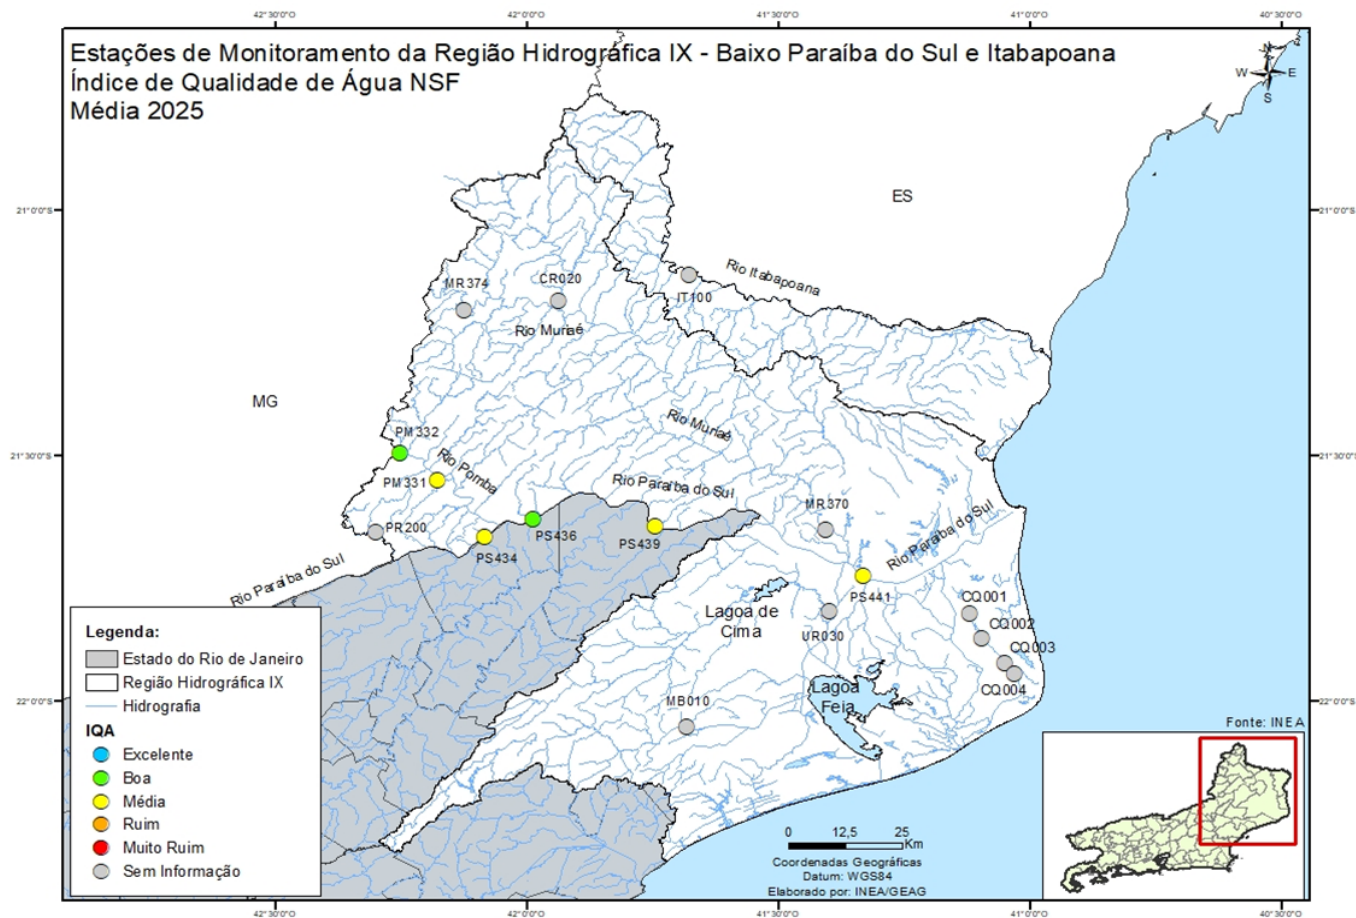 42°30'0"O
42°0'0"O
41°30'0"O
41°0'0"O
40°30'0"O
Estações de Monitoramento da Região Hidrográfica IX - Baixo Paraíba do Sul e Itabapoana
Índice de Qualidade de Água NSF
Média 2025
N
W
E
S
21°0'0"S
21°0'0"S
ES
Rio Itabapoana
MR374
CR020
IT100
Rio Muriaé
MG
Rio Muriaé
PM332
21°30'0"S
21°30'0"S
Rio Pomba
PM331
Rio Paraíba do Sul
MR370
PR200
PS436
PS439
PS434
Rio Paraíba do Sul
Rio Paraíba do Sul
PS441
CQ001
Lagoa de
Cima
CQ002
UR030
CQ003
CQ004
Lagoa
Feia
MB010
22°0'0"S
22°0'0"S
Legenda:
Estado do Rio de Janeiro
Região Hidrográfica IX
Hidrografia
IQA
Excelente
Boa
Média
Ruim
Muito Ruim
Sem Informação
Fonte: INEA
0 12,5 25
Km
Coordenadas Geográficas
Datum: WGS84
Elaborado por: INEA/GEAG
42°30'0"O
42°0'0"O
41°30'0"O
41°0'0"O
40°30'0"O